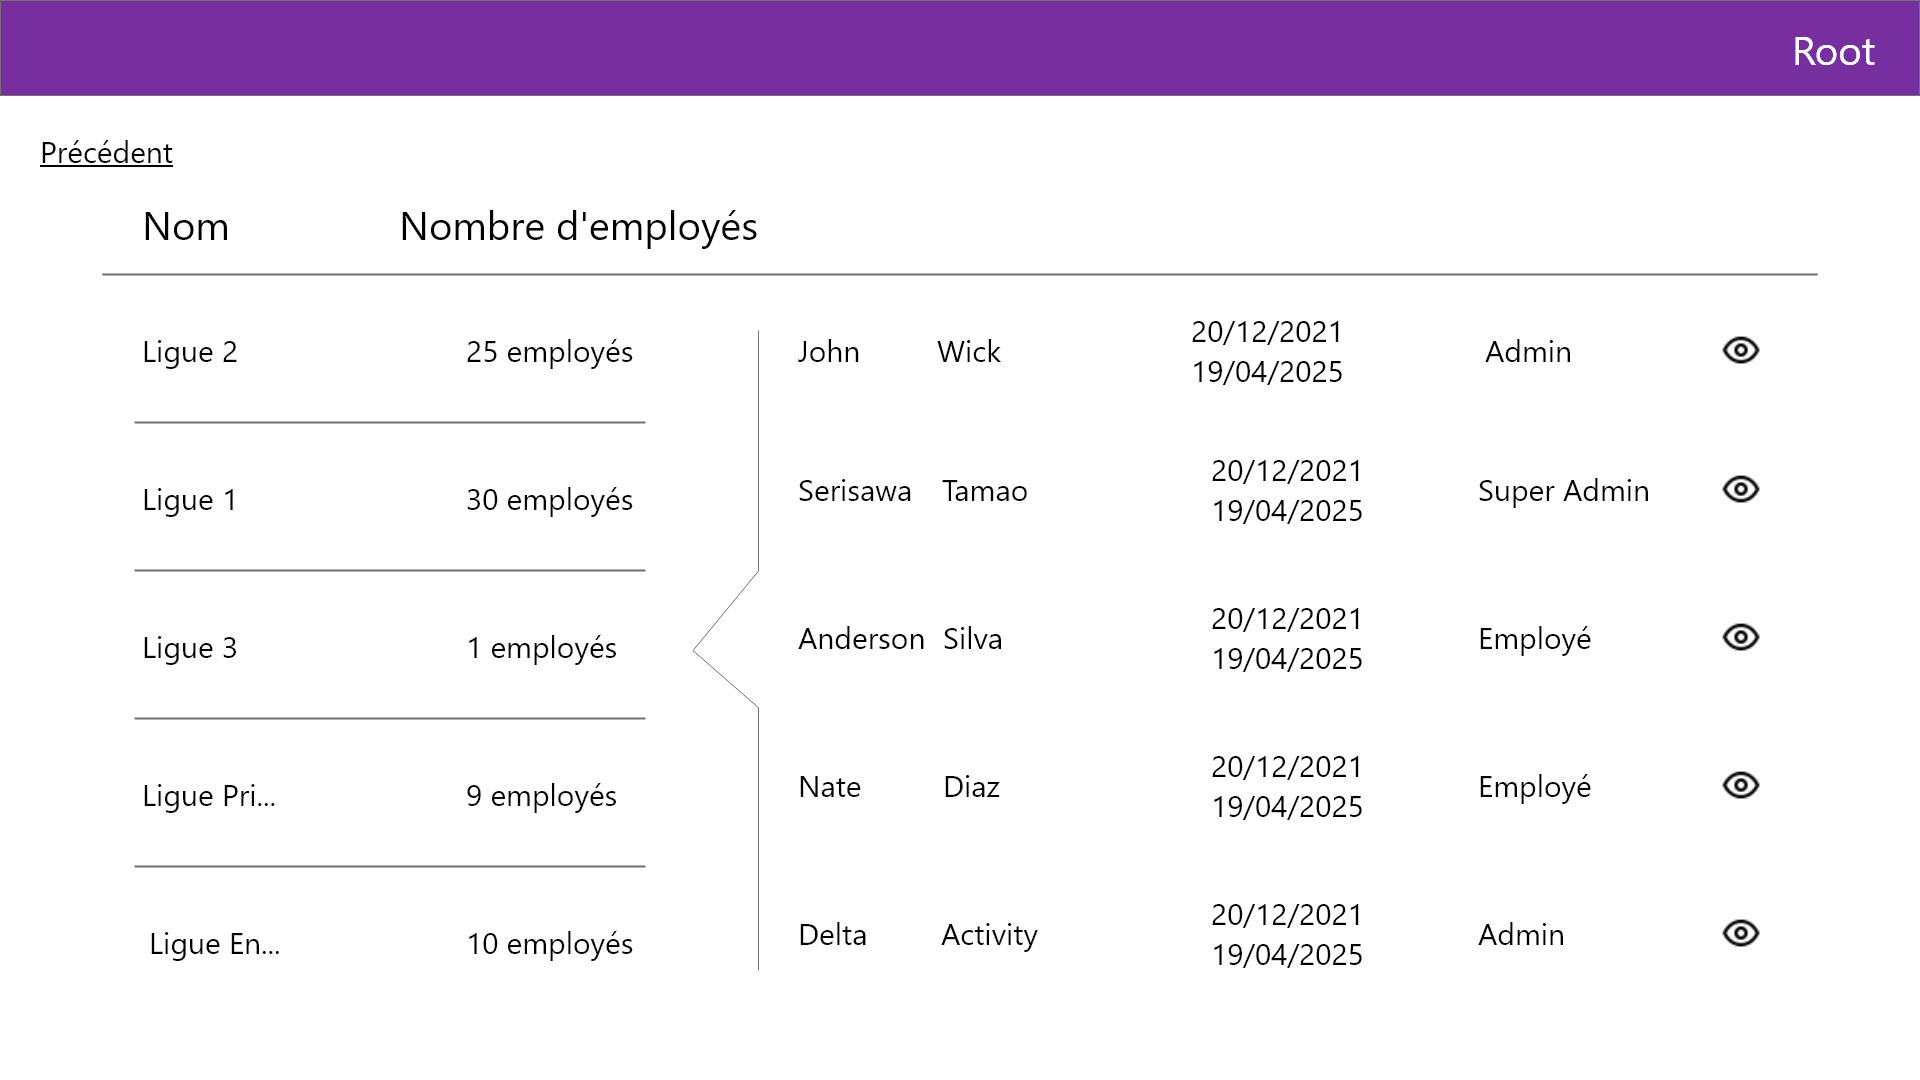 Root
Précédent
Nom Nombre d'employés
Ligue 2 25 employés
Ligue 1 30 employés
Ligue 3 1 employés
Ligue Pri... 9 employés
Ligue En... 10 employés
John Wick 20/12/2021 Admin
19/04/2025
Serisawa Tamao 20/12/2021 Super Admin
19/04/2025
Anderson Silva 20/12/2021 Employé
19/04/2025
Nate Diaz 20/12/2021 Employé
19/04/2025
Delta Activity 20/12/2021 Admin
19/04/2025